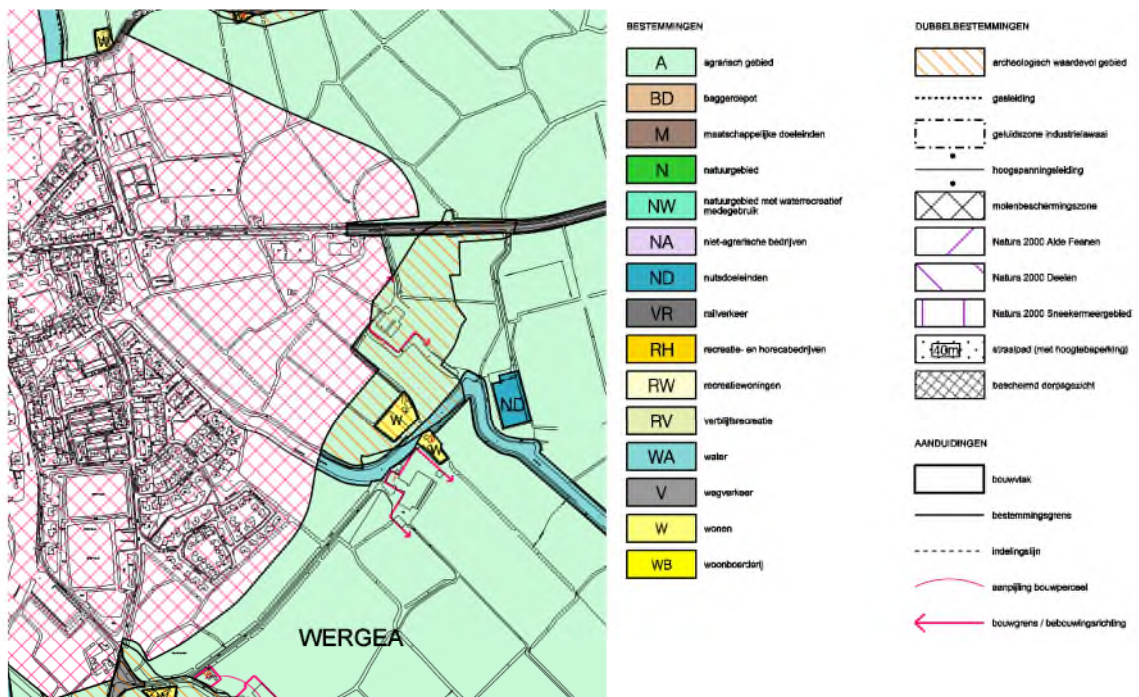 W
ND
W
W
W
WERGEA
BESTEMMINGEN
A agrarisch gebied
BD baggerdepot
M maatschappelijke doeleinden
N natuurgebied
NW natuurgebied met waterrecreatief
medegebruik
NA niet-agrarische bedrijven
ND nutsdoeleinden
VR railverkeer
RH recreatie- en horecabedrijven
RW recreatiewoningen
RV verblijfsrecreatie
WA water
V wegverkeer
W wonen
WB woonboerderij
DUBBELBESTEMMINGEN
archeologisch waardevol gebied
gasleiding
geluidszone industrielawaai
hoogspanningsleiding
molenbeschermingszone
Natura 2000 Alde Feanen
Natura 2000 Deelen
Natura 2000 Sneekermeergebied
40m straalpad (met hoogtebeperking)
beschermd dorpsgezicht
AANDUIDINGEN
bouwvlak
bestemmingsgrens
indelingslijn
aanpijling bouwperceel
bouwgrens / bebouwingsrichting